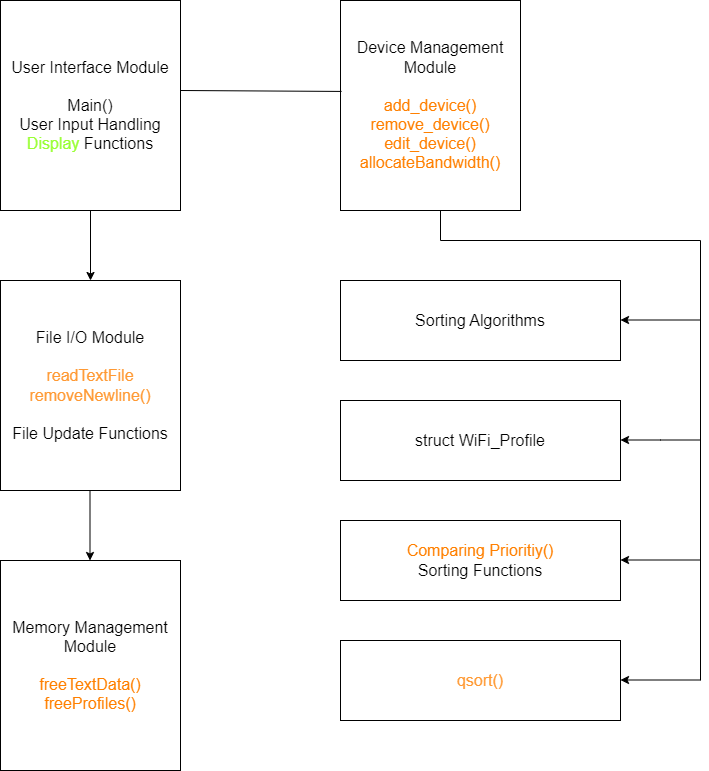 User Interface Module
Main()
User Input Handling
Display Functions
Device Management
Module
add_device()
remove_device()
edit_device()
allocateBandwidth()
File I/O Module
readTextFile
removeNewline()
File Update Functions
Sorting Algorithms
struct WiFi_Profile
Comparing Prioritiy()
Sorting Functions
Memory Management
Module
freeTextData()
freeProfiles()
qsort()